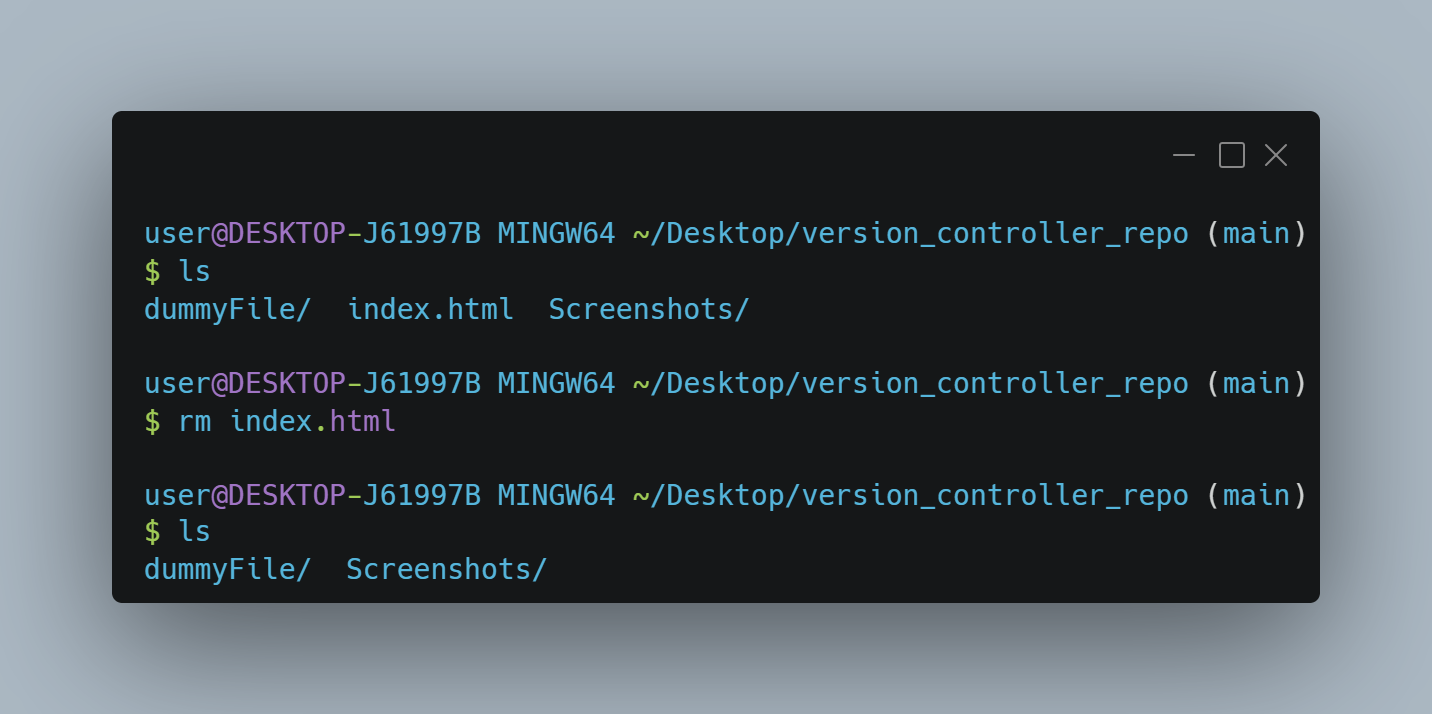 user@DESKTOP-J61997B MINGW64 ~/Desktop/version_controller_repo (main)
$ ls
dummyFile/  index.html  Screenshots/
user@DESKTOP-J61997B MINGW64 ~/Desktop/version_controller_repo (main)
$ rm index.html
user@DESKTOP-J61997B MINGW64 ~/Desktop/version_controller_repo (main)
$ ls
dummyFile/  Screenshots/